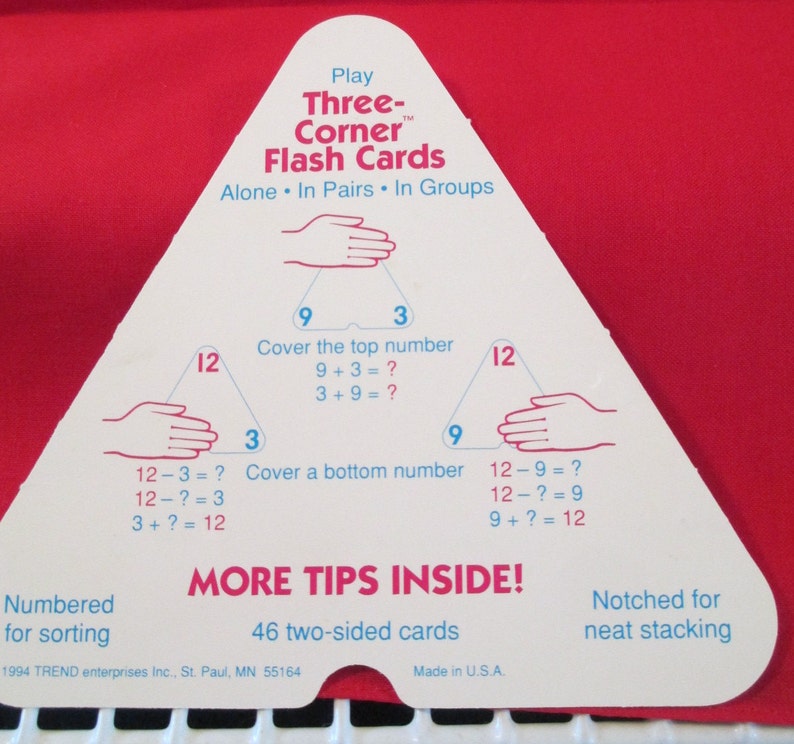 Play
Three-
Corner™
Flash Cards
Alone • In Pairs • In Groups
9 3
Cover the top number
9 + 3 = ?
3 + 9 = ?
12
3
12
9
Cover a bottom number
12 – 3 = ?
12 – ? = 3
3 + ? = 12
12 – 9 = ?
12 – ? = 9
9 + ? = 12
MORE TIPS INSIDE!
Numbered
for sorting
46 two-sided cards
Notched for
neat stacking
1994 TREND enterprises Inc., St. Paul, MN 55164
Made in U.S.A.